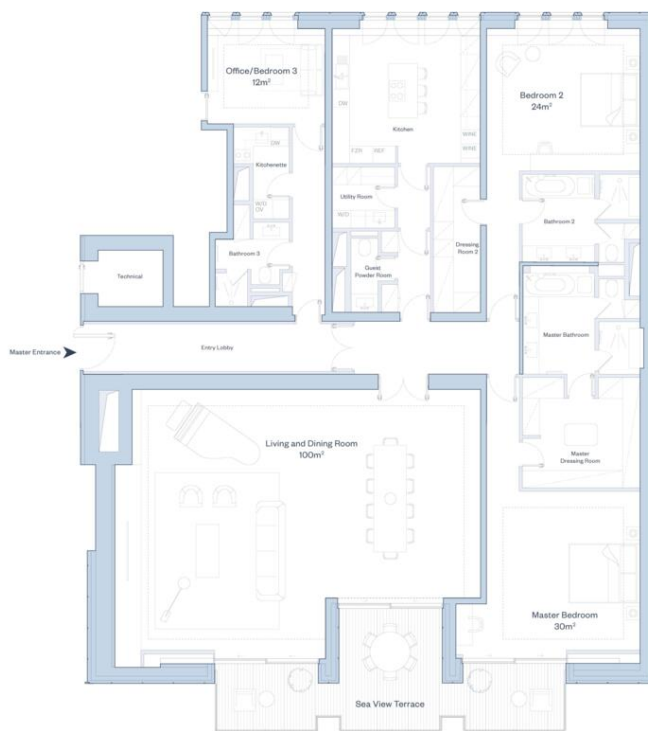 Office/Bedroom 3
12m²
Bedroom 2
24m²
DW
Kitchen
DW
Kitchenette
WINE
WINE
FZR REF
Utility Room
W/D
W/D
OV
Bathroom 2
Bathroom 3
Dressing
Room 2
Guest
Powder Room
Technical
Master Bathroom
Master Entrance
Entry Lobby
Living and Dining Room
100m²
Master
Dressing Room
Master Bedroom
30m²
Sea View Terrace